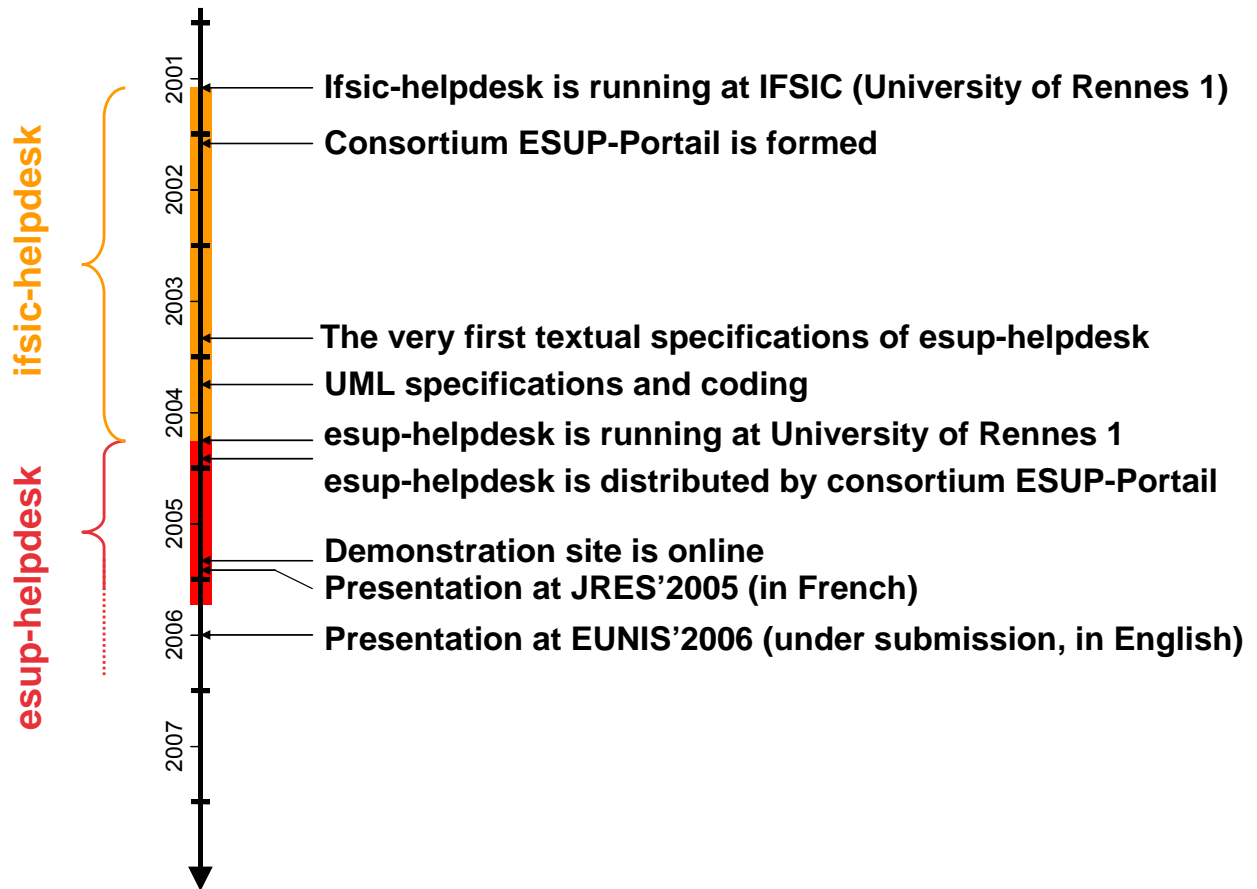 ifsic-helpdesk
esup-helpdesk
2001
2002
2003
2004
2005
2006
2007
Ifsic-helpdesk is running at IFSIC (University of Rennes 1)
Consortium ESUP-Portail is formed
The very first textual specifications of esup-helpdesk
UML specifications and coding
esup-helpdesk is running at University of Rennes 1
esup-helpdesk is distributed by consortium ESUP-Portail
Demonstration site is online
Presentation at JRES’2005 (in French)
Presentation at EUNIS’2006 (under submission, in English)